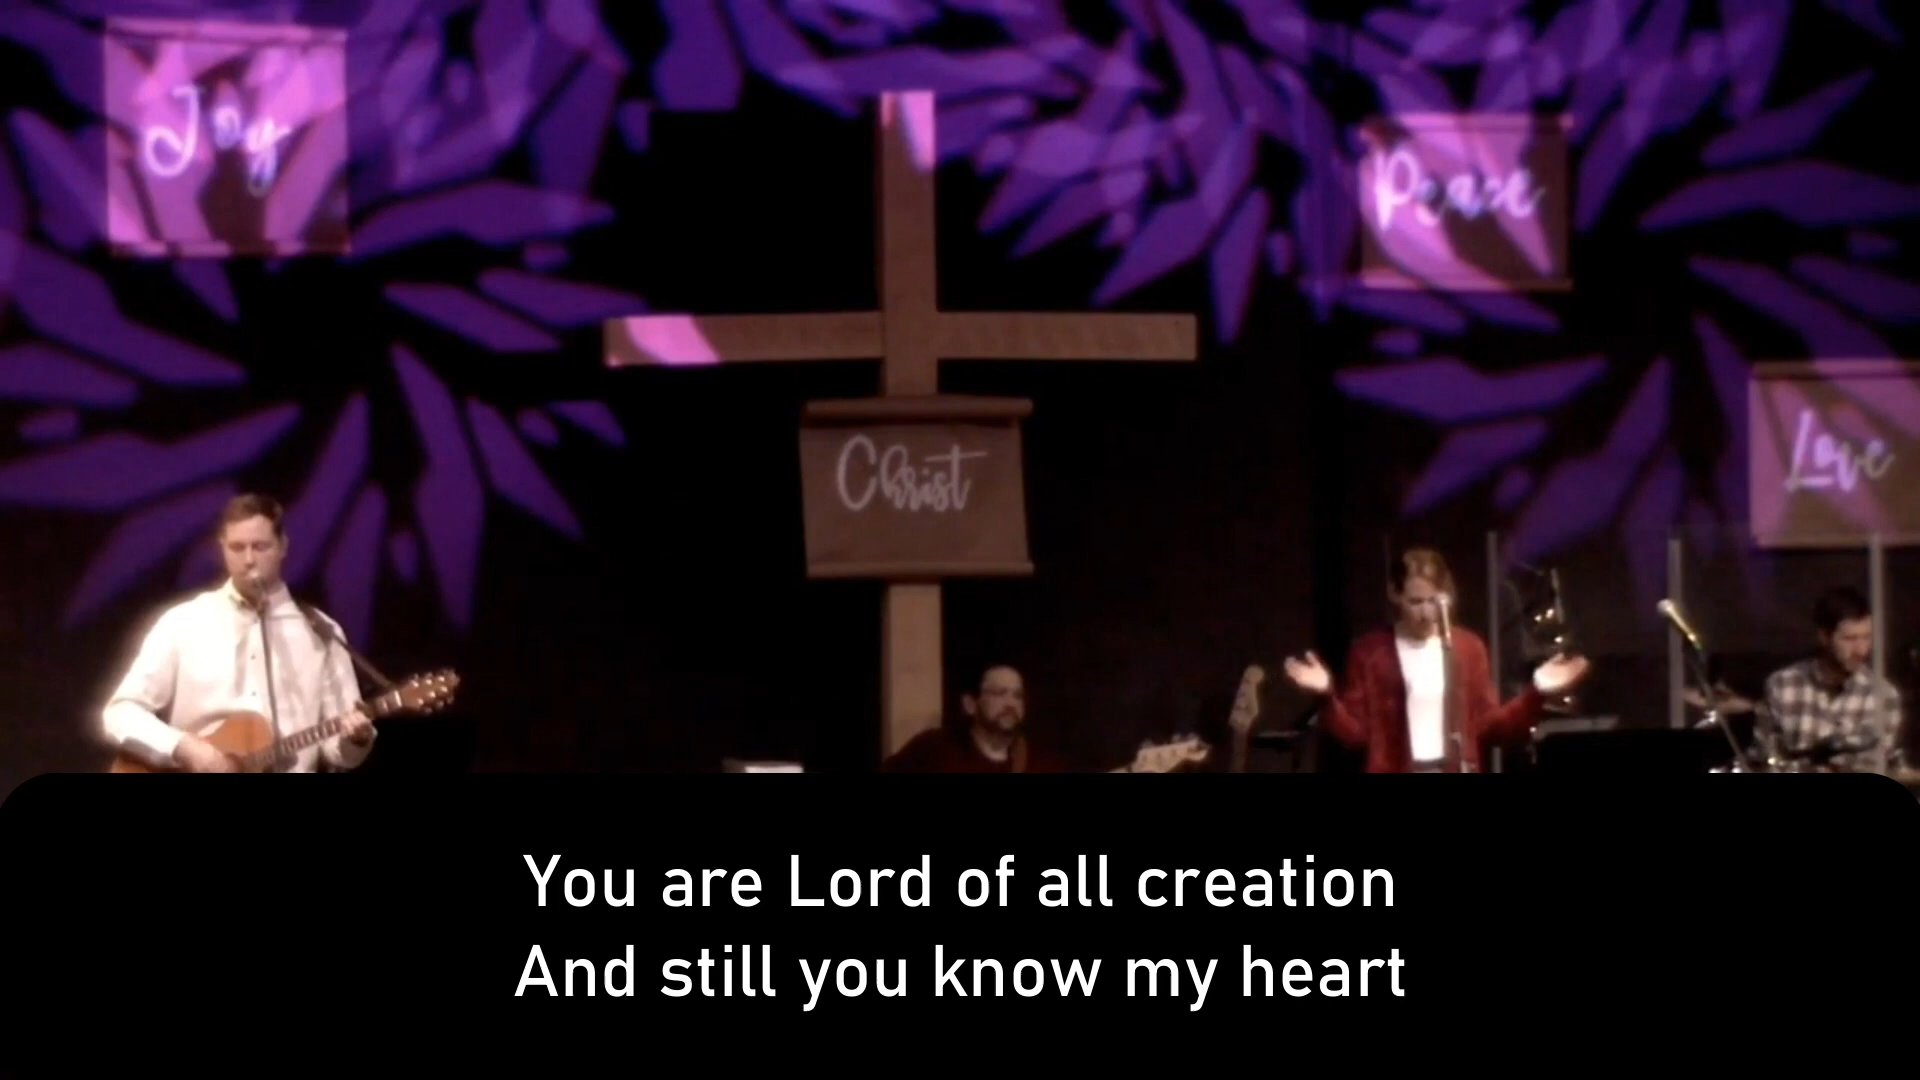 Joy
Peace
Christ
Love
You are Lord of all creation
And still you know my heart